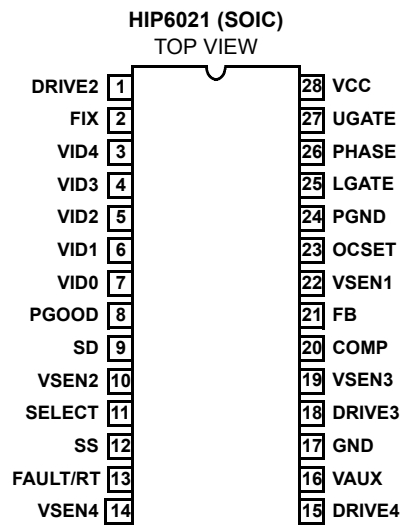 HIP6021 (SOIC)
TOP VIEW
DRIVE2 1 28 VCC
FIX 2 27 UGATE
VID4 3 26 PHASE
VID3 4 25 LGATE
VID2 5 24 PGND
VID1 6 23 OCSET
VID0 7 22 VSEN1
PGOOD 8 21 FB
SD 9 20 COMP
VSEN2 10 19 VSEN3
SELECT 11 18 DRIVE3
SS 12 17 GND
FAULT/RT 13 16 VAUX
VSEN4 14 15 DRIVE4